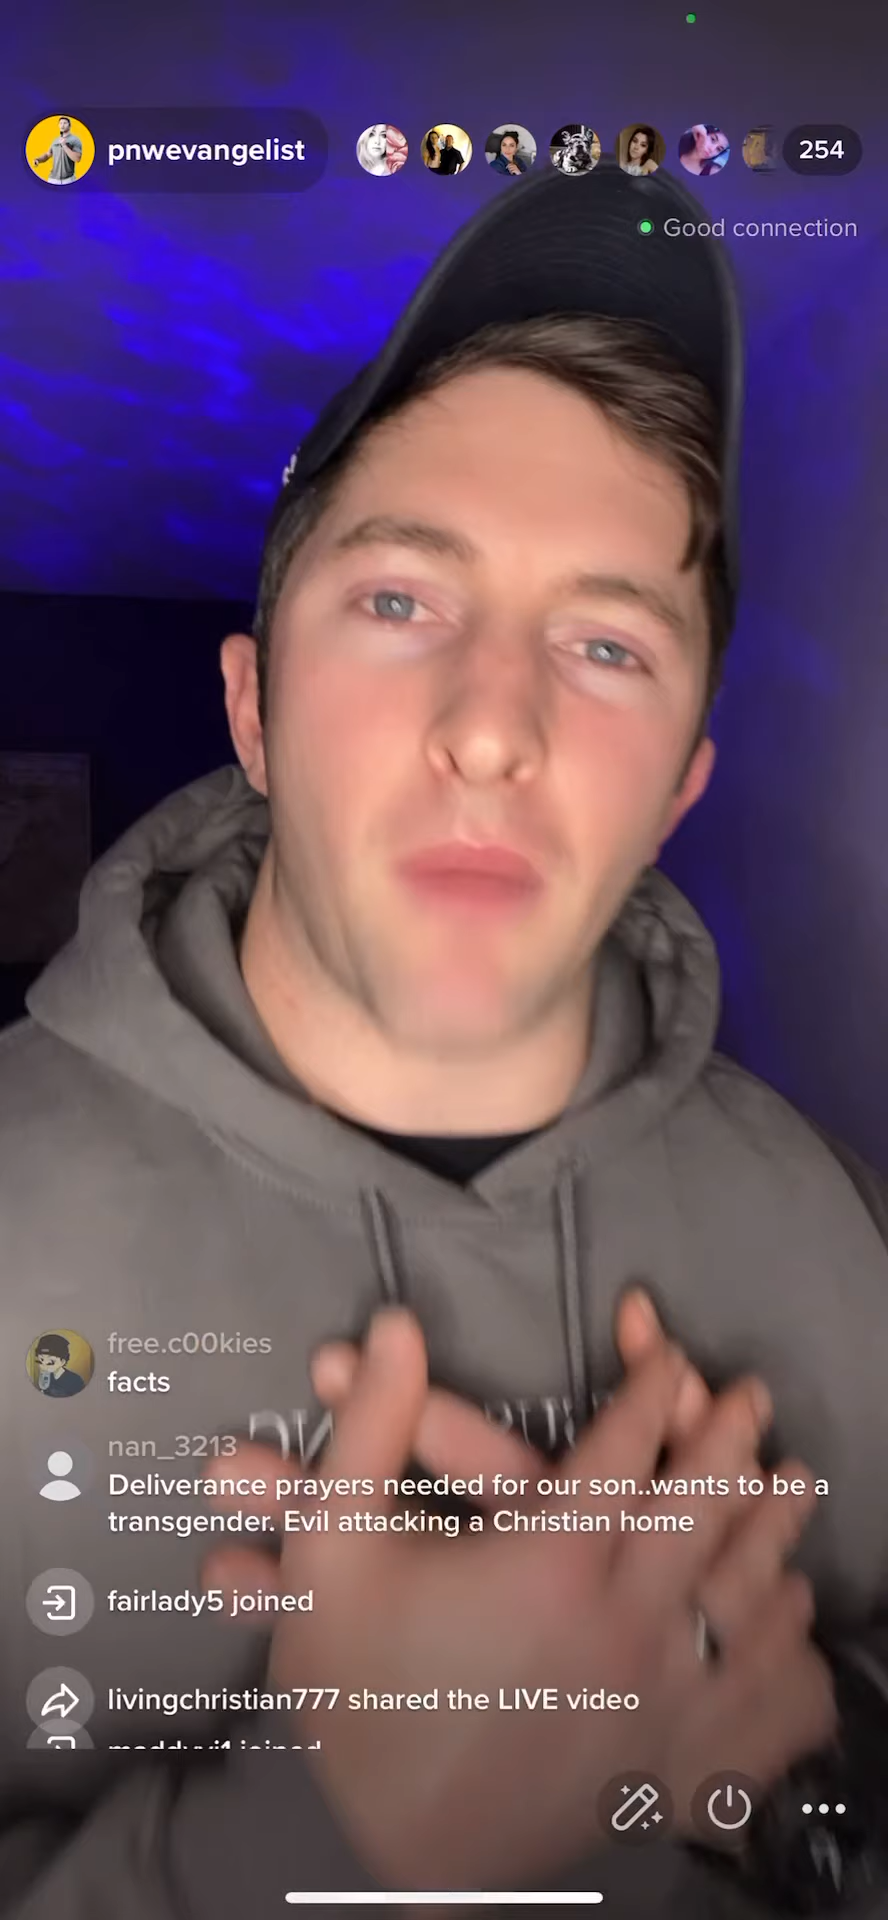 pnwevangelist
254
Good connection
free.c00kies
facts
nan_3213
Deliverance prayers needed for our son..wants to be a
transgender. Evil attacking a Christian home
fairlady5 joined
livingchristian777 shared the LIVE video
joined